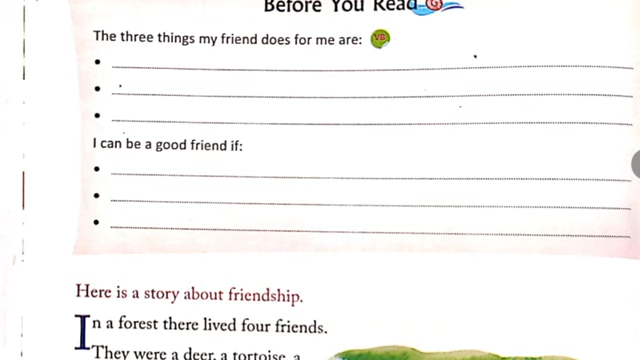 Before You Read
The three things my friend does for me are: VB
•
•
•
I can be a good friend if:
•
•
•
Here is a story about friendship.
In a forest there lived four friends.
They were a deer, a tortoise, a